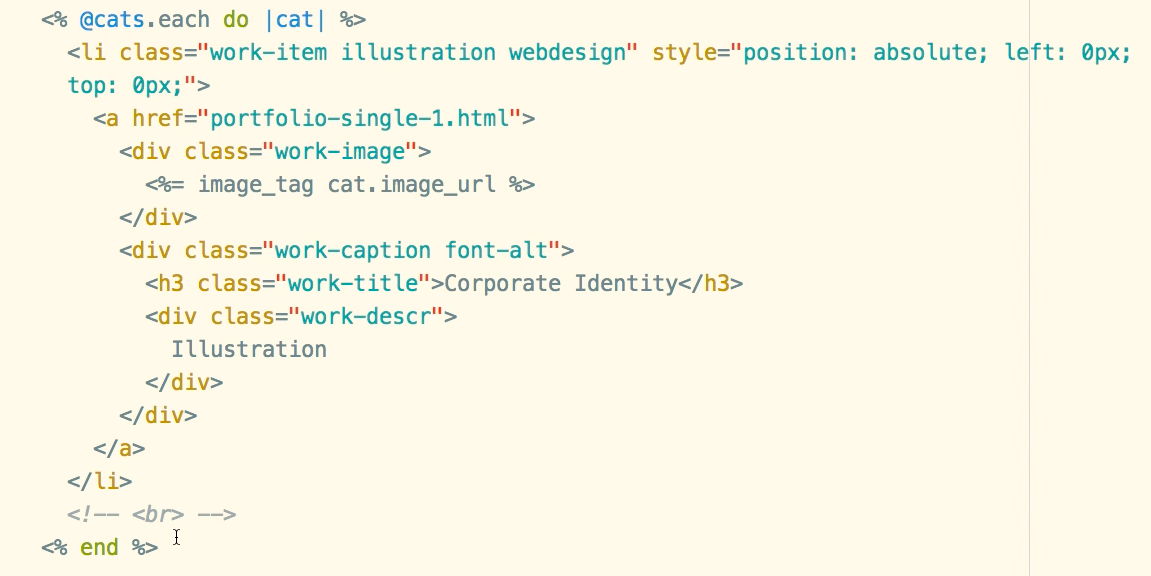 <% @cats.each do |cat| %>
<li class="work-item illustration webdesign" style="position: absolute; left: 0px;
top: 0px;">
<a href="portfolio-single-1.html">
<div class="work-image">
<%= image_tag cat.image_url %>
</div>
<div class="work-caption font-alt">
<h3 class="work-title">Corporate Identity</h3>
<div class="work-descr">
Illustration
</div>
</div>
</a>
</li>
<!-- <br> -->
<% end %>